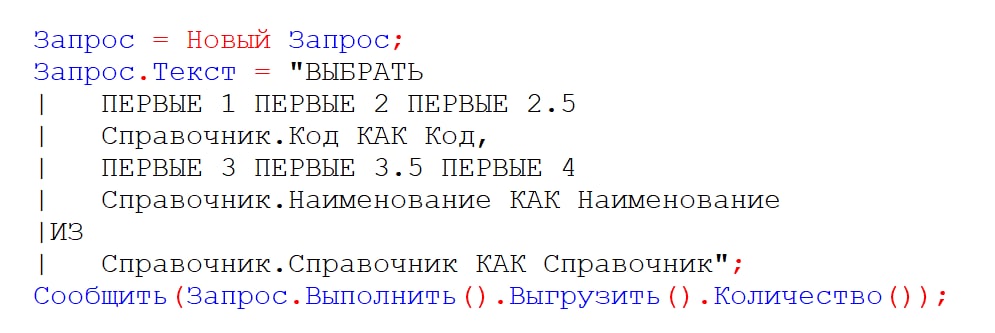 Запрос = Новый Запрос;
Запрос.Текст = "ВЫБРАТЬ
|   ПЕРВЫЕ 1 ПЕРВЫЕ 2 ПЕРВЫЕ 2.5
|   Справочник.Код КАК Код,
|   ПЕРВЫЕ 3 ПЕРВЫЕ 3.5 ПЕРВЫЕ 4
|   Справочник.Наименование КАК Наименование
|ИЗ
|   Справочник.Справочник КАК Справочник";
Сообщить(Запрос.Выполнить().Выгрузить().Количество());